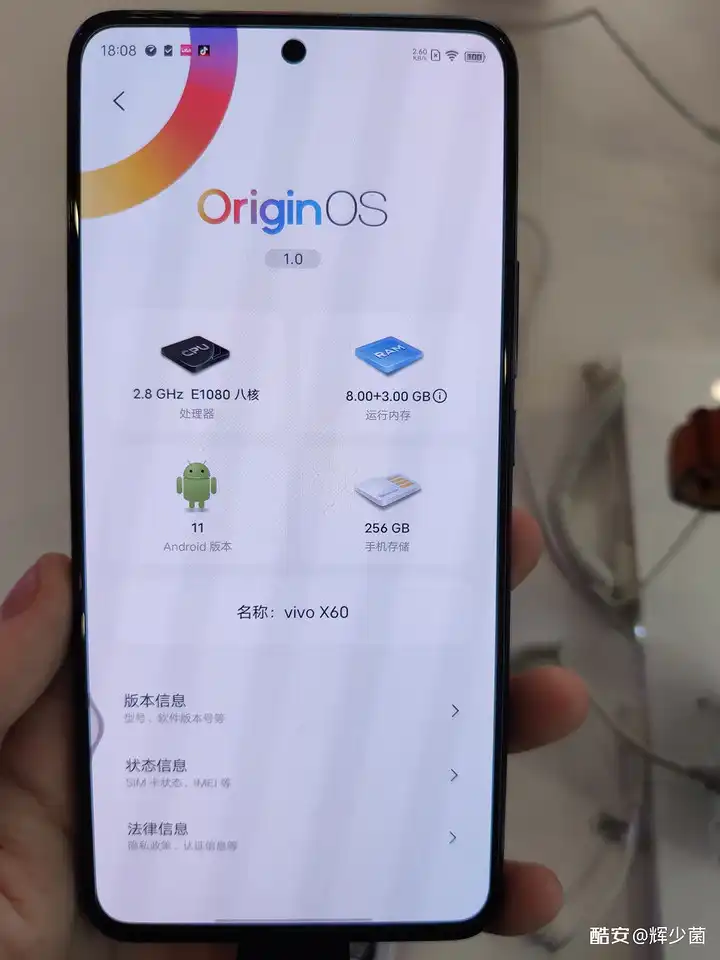 18:08
2.60
KB/s
100
OriginOS
1.0
CPU
RAM
2.8 GHz E1080 八核
8.00+3.00 GB
处理器
运行内存
11
256 GB
Android 版本
手机存储
名称：vivo X60
版本信息
型号、软件版本号等
状态信息
SIM 卡状态、IMEI 等
法律信息
隐私政策、认证信息等
酷安@辉少菌